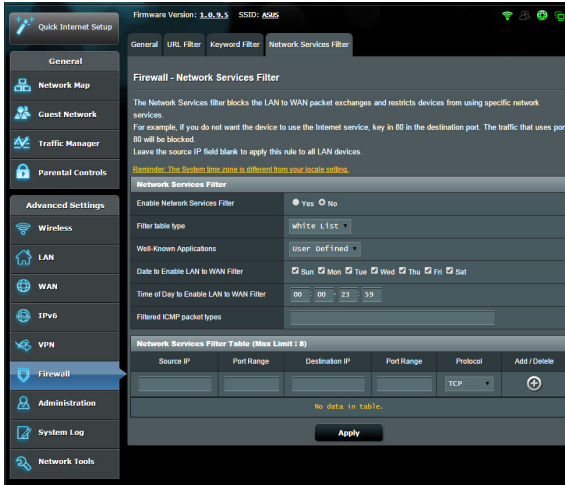 Quick Internet Setup
General
Network Map
Guest Network
Traffic Manager
Parental Controls
Advanced Settings
Wireless
LAN
WAN
IPv6
VPN
Firewall
Administration
System Log
Network Tools
Firmware Version: 1.0.9.5 SSID: ASUS
General URL Filter Keyword Filter Network Services Filter
Firewall - Network Services Filter
The Network Services filter blocks the LAN to WAN packet exchanges and restricts devices from using specific network
services.
For example, if you do not want the device to use the Internet service, key in 80 in the destination port. The traffic that uses por
80 will be blocked.
Leave the source IP field blank to apply this rule to all LAN devices.
Reminder: The System time zone is different from your locale setting.
Network Services Filter
Enable Network Services Filter Yes No
Filter table type White List
Well-Known Applications User Defined
Date to Enable LAN to WAN Filter Sun Mon Tue Wed Thu Fri Sat
Time of Day to Enable LAN to WAN Filter 00 : 00 - 23 : 59
Filtered ICMP packet types
Network Services Filter Table (Max Limit : 8)
Source IP Port Range Destination IP Port Range Protocol Add / Delete
TCP
No data in table.
Apply